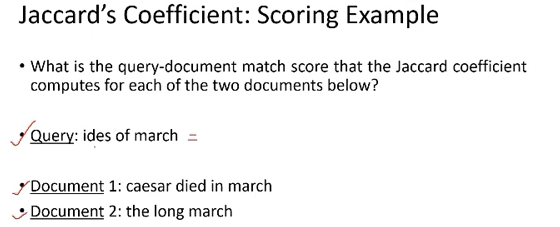 Jaccard's Coefficient: Scoring Example
• What is the query-document match score that the Jaccard coefficient
computes for each of the two documents below?
• Query: ides of march =
• Document 1: caesar died in march
• Document 2: the long march